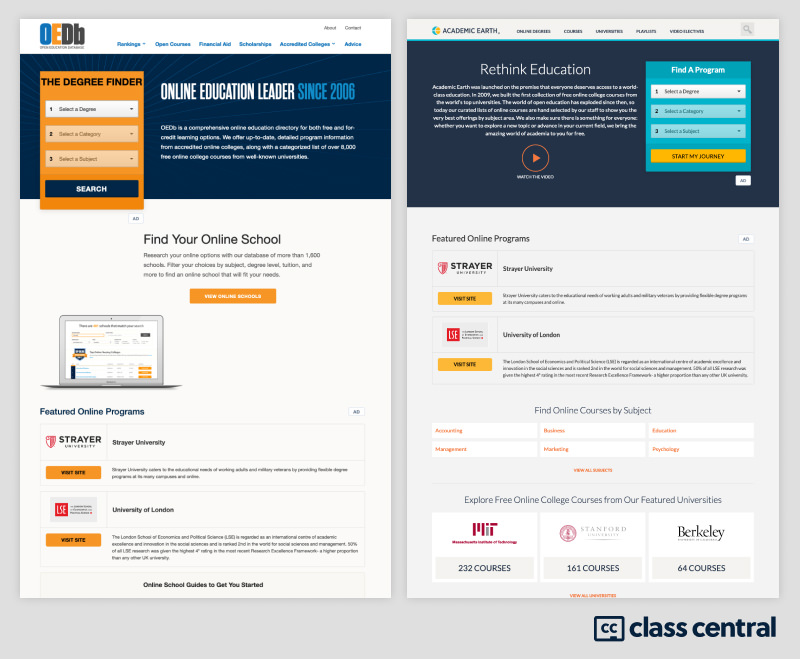 OEDb
OPEN EDUCATION DATABASE
About Contact
Rankings Open Courses Financial Aid Scholarships Accredited Colleges Advice
THE DEGREE FINDER
1 Select a Degree
2 Select a Category
3 Select a Subject
SEARCH
AD
ONLINE EDUCATION LEADER SINCE 2006
OEDb is a comprehensive online education directory for both free and for-
credit learning options. We offer up-to-date, detailed program information
from accredited online colleges, along with a categorized list of over 8,000
free online college courses from well-known universities.
Find Your Online School
Research your online options with our database of more than 1,600
schools. Filter your choices by subject, degree level, tuition, and
more to find an online school that will fit your needs.
VIEW ONLINE SCHOOLS
Featured Online Programs
AD
STRAYER
UNIVERSITY
Strayer University
VISIT SITE
Strayer University caters to the educational needs of working adults and military veterans by providing flexible degree
programs at its many campuses and online.
LSE
University of London
VISIT SITE
The London School of Economics and Political Science (LSE) is regarded as an international centre of academic
excellence and innovation in the social sciences and is ranked 2nd in the world for social sciences and management. 50%
of all LSE research was given the highest 4* rating in the most recent Research Excellence Framework- a higher proportion
than any other UK university.
Online School Guides to Get You Started
ACADEMIC EARTH
ONLINE DEGREES COURSES UNIVERSITIES PLAYLISTS VIDEO ELECTIVES
Rethink Education
Academic Earth was launched on the premise that everyone deserves access to a world-
class education. In 2009, we built the first collection of free online college courses from
the world's top universities. The world of open education has exploded since then, so
today our curated lists of online courses are hand selected by our staff to show you the
very best offerings by subject area. We also make sure there is something for everyone:
whether you want to explore a new topic or advance in your current field, we bring the
amazing world of academia to you for free.
WATCH THE VIDEO
Find A Program
1 Select a Degree
2 Select a Category
3 Select a Subject
START MY JOURNEY
AD
Featured Online Programs
AD
STRAYER
UNIVERSITY
Strayer University
VISIT SITE
Strayer University caters to the educational needs of working adults and military veterans by providing flexible degree programs
at its many campuses and online.
LSE
University of London
VISIT SITE
The London School of Economics and Political Science (LSE) is regarded as an international centre of academic excellence and
innovation in the social sciences and is ranked 2nd in the world for social sciences and management. 50% of all LSE research was
given the highest 4* rating in the most recent Research Excellence Framework- a higher proportion than any other UK university.
Find Online Courses by Subject
Accounting Business Education
Management Marketing Psychology
VIEW ALL SUBJECTS
Explore Free Online College Courses from Our Featured Universities
MIT
Massachusetts Institute of Technology
STANFORD
UNIVERSITY
Berkeley
232 COURSES 161 COURSES 64 COURSES
VIEW ALL UNIVERSITIES
cc class central